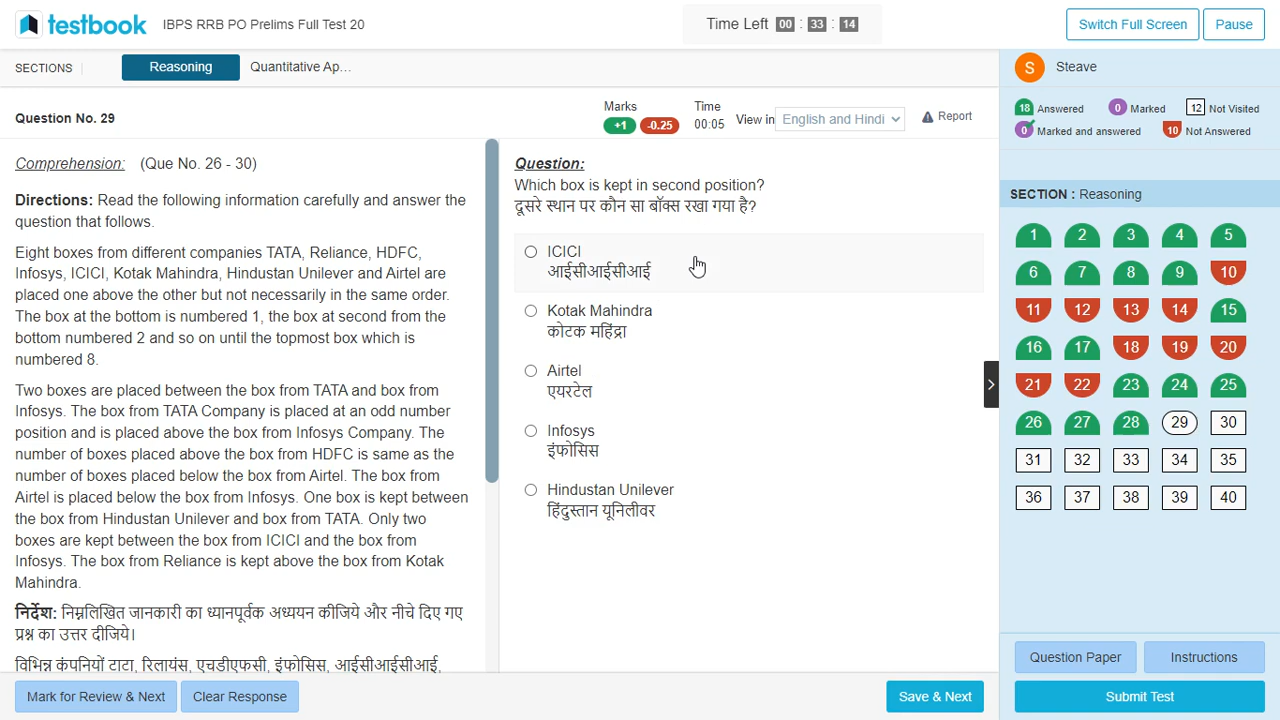 testbook
IBPS RRB PO Prelims Full Test 20
Time Left 00 : 33 : 14
Switch Full Screen
Pause
SECTIONS
Reasoning
Quantitative Ap...
S
Steave
Question No. 29
Marks
+1
-0.25
Time
00:05
View in
English and Hindi
Report
18 Answered
0 Marked
12 Not Visited
0 Marked and answered
10 Not Answered
Comprehension: (Que No. 26 - 30)
Directions: Read the following information carefully and answer the
question that follows.
Eight boxes from different companies TATA, Reliance, HDFC,
Infosys, ICICI, Kotak Mahindra, Hindustan Unilever and Airtel are
placed one above the other but not necessarily in the same order.
The box at the bottom is numbered 1, the box at second from the
bottom numbered 2 and so on until the topmost box which is
numbered 8.
Two boxes are placed between the box from TATA and box from
Infosys. The box from TATA Company is placed at an odd number
position and is placed above the box from Infosys Company. The
number of boxes placed above the box from HDFC is same as the
number of boxes placed below the box from Airtel. The box from
Airtel is placed below the box from Infosys. One box is kept between
the box from Hindustan Unilever and box from TATA. Only two
boxes are kept between the box from ICICI and the box from
Infosys. The box from Reliance is kept above the box from Kotak
Mahindra.
निर्देश: निम्नलिखित जानकारी का ध्यानपूर्वक अध्ययन कीजिये और नीचे दिए गए
प्रश्न का उत्तर दीजिये।
विभिन्न कंपनियों टाटा, रिलायंस, एचडीएफसी, इंफोसिस, आईसीआईसीआई,
Question:
Which box is kept in second position?
दूसरे स्थान पर कौन सा बॉक्स रखा गया है?
ICICI
आईसीआईसीआई
Kotak Mahindra
कोटक महिंद्रा
Airtel
एयरटेल
Infosys
इंफोसिस
Hindustan Unilever
हिंदुस्तान यूनिलीवर
SECTION : Reasoning
1 2 3 4 5
6 7 8 9 10
11 12 13 14 15
16 17 18 19 20
21 22 23 24 25
26 27 28 29 30
31 32 33 34 35
36 37 38 39 40
Question Paper
Instructions
Mark for Review & Next
Clear Response
Save & Next
Submit Test